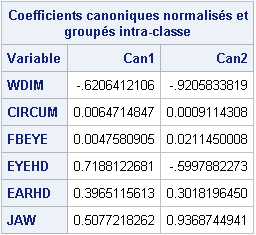 Coefficients canoniques normalisés et
groupés intra-classe
Variable Can1 Can2
WDIM -.6206412106 -.9205833819
CIRCUM 0.0064714847 0.0009114308
FBEYE 0.0047580905 0.0211450008
EYEHD 0.7188122681 -.5997882273
EARHD 0.3965115613 0.3018196450
JAW 0.5077218262 0.9368744941